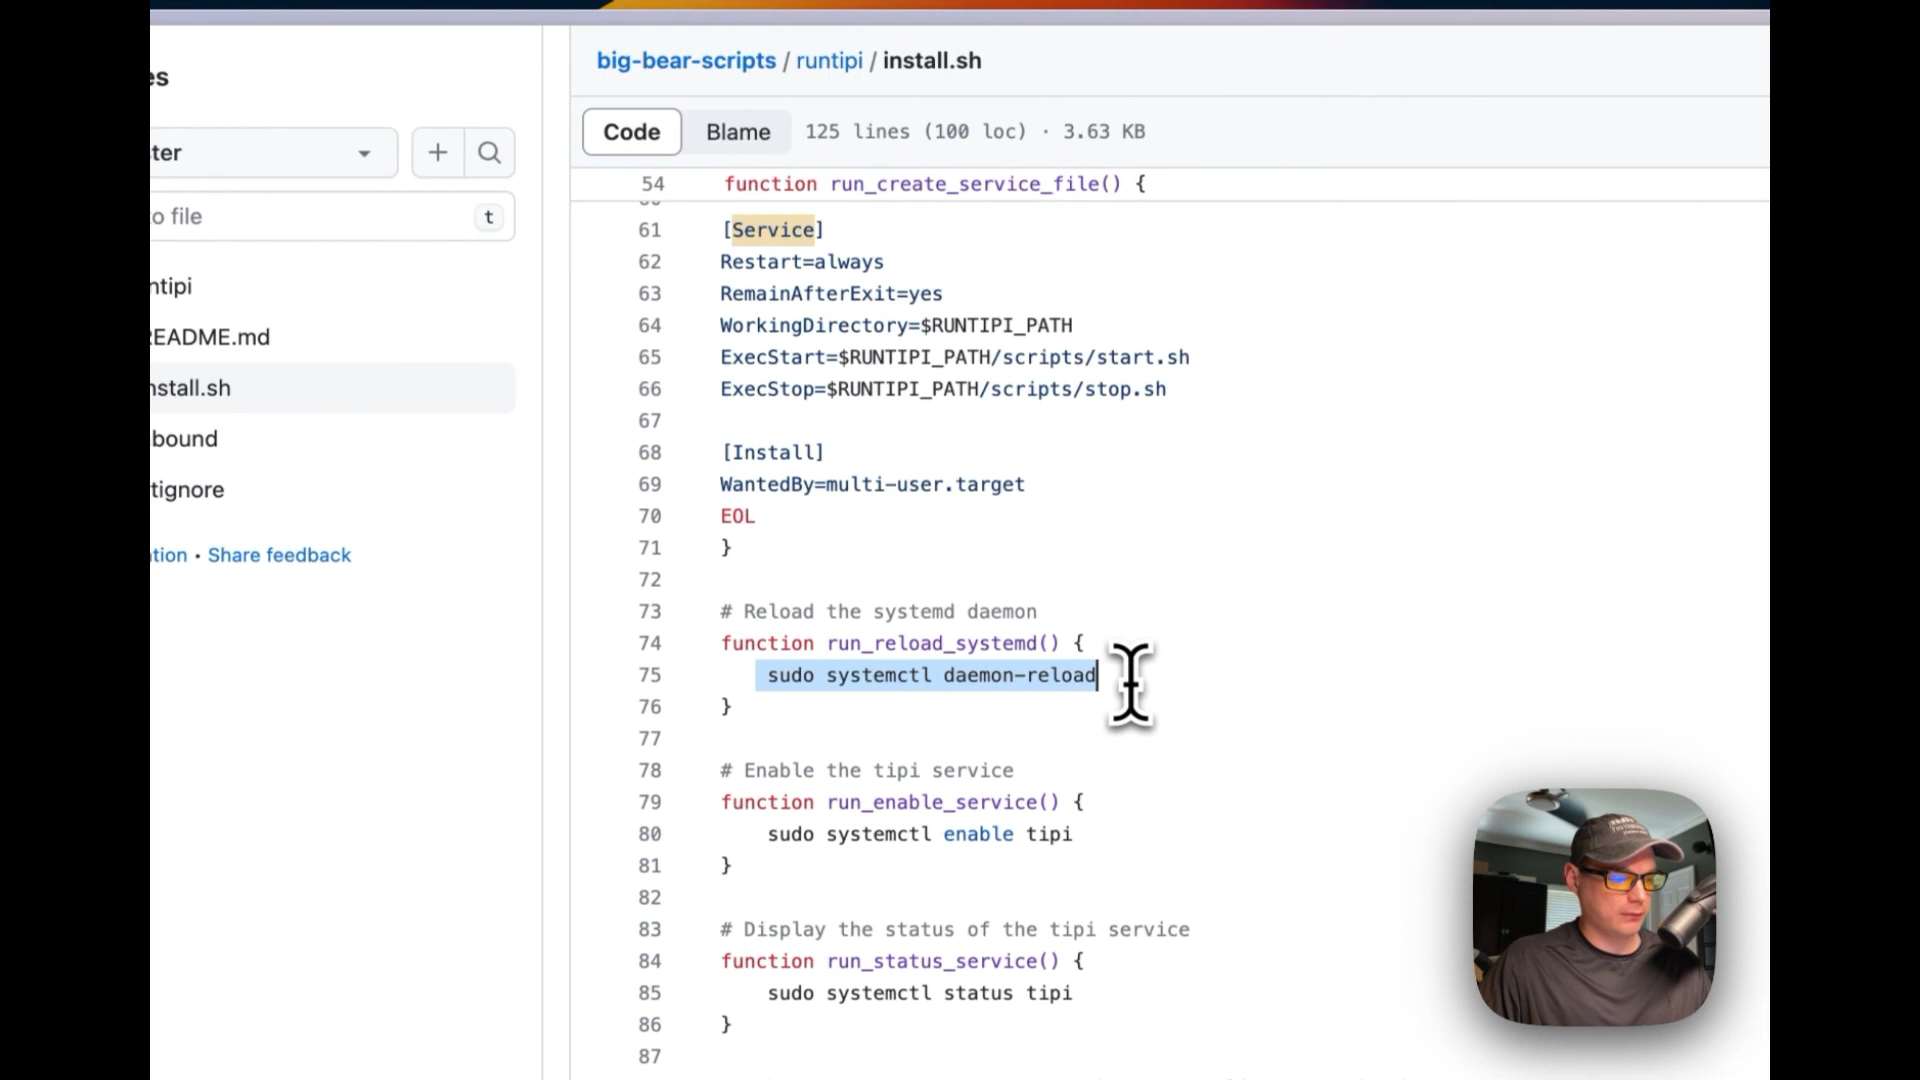 big-bear-scripts / runtipi / install.sh
es
Code Blame 125 lines (100 loc) · 3.63 KB
ter
54 function run_create_service_file() {
o file t
61 [Service]
62 Restart=always
ntipi
63 RemainAfterExit=yes
64 WorkingDirectory=$RUNTIPI_PATH
README.md
65 ExecStart=$RUNTIPI_PATH/scripts/start.sh
66 ExecStop=$RUNTIPI_PATH/scripts/stop.sh
nstall.sh
67
bound
68 [Install]
69 WantedBy=multi-user.target
tignore
70 EOL
71 }
tion • Share feedback
72
73 # Reload the systemd daemon
74 function run_reload_systemd() {
75 sudo systemctl daemon-reload
76 }
77
78 # Enable the tipi service
79 function run_enable_service() {
80 sudo systemctl enable tipi
81 }
82
83 # Display the status of the tipi service
84 function run_status_service() {
85 sudo systemctl status tipi
86 }
87